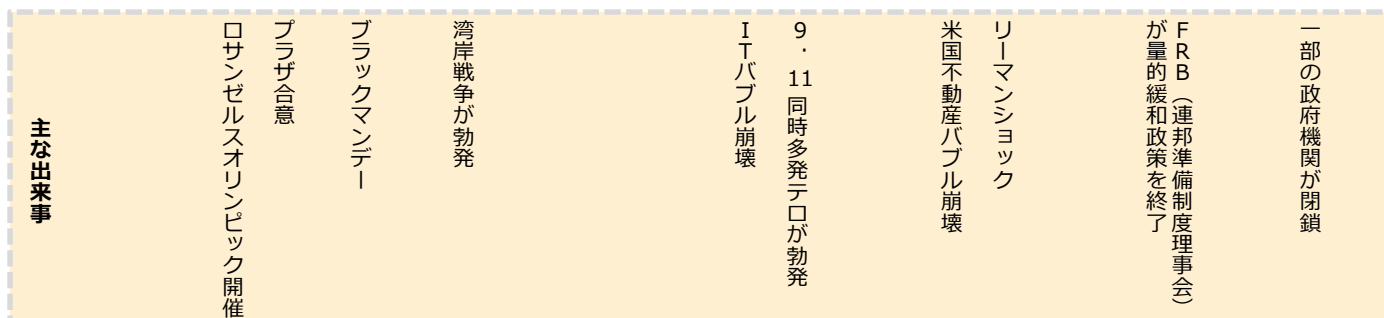 主な出来事
ロサンゼルスオリンピック開催
プラザ合意
ブラックマンデー
湾岸戦争が勃発
ITバブル崩壊
9・11同時多発テロが勃発
米国不動産バブル崩壊
リーマンショック
FRB（連邦準備制度理事会）
が量的緩和政策を終了
一部の政府機関が閉鎖